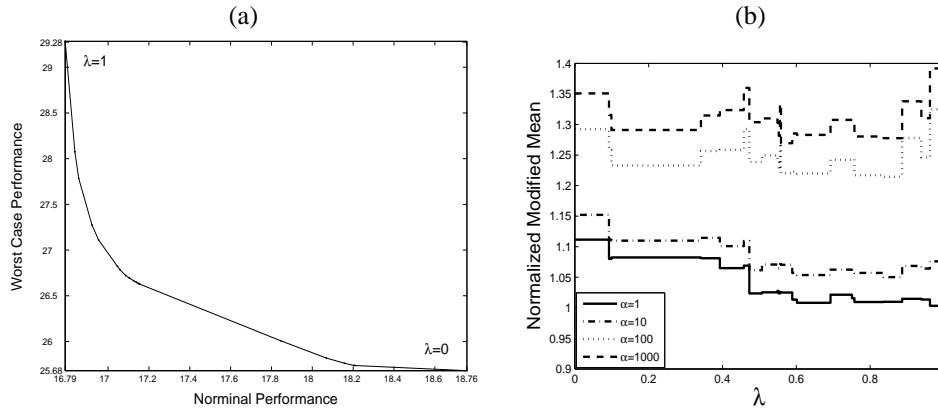 (a)
29.28
29
28.5
28
27.5
27
26.5
26
25.68
16.79 17 17.2 17.4 17.6 17.8 18 18.2 18.4 18.6 18.76
Worst Case Performance
Norminal Performance
λ=1
λ=0
(b)
1.4
1.35
1.3
1.25
1.2
1.15
1.1
1.05
1
0.95
0.9
0 0.2 0.4 0.6 0.8
Normalized Modified Mean
λ
α=1
α=10
α=100
α=1000